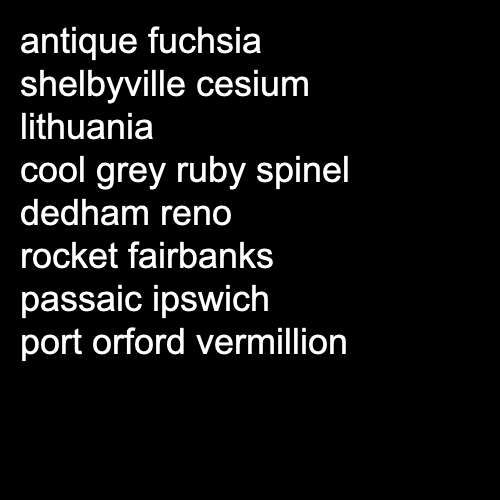 antique fuchsia
shelbyville cesium
lithuania
cool grey ruby spinel
dedham reno
rocket fairbanks
passaic ipswich
port orford vermillion